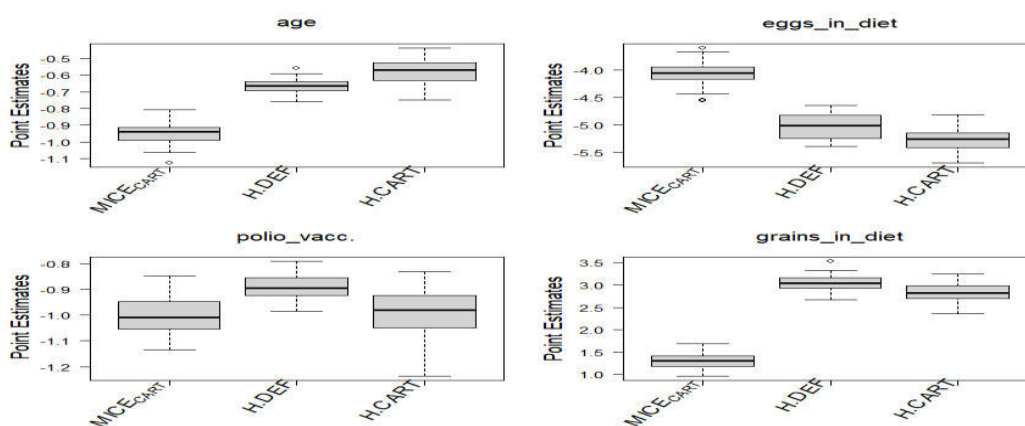 age
Point Estimates
-0.5
-0.6
-0.7
-0.8
-0.9
-1.0
-1.1
MICECART
H.DEF
H.CART
eggs_in_diet
Point Estimates
-4.0
-4.5
-5.0
-5.5
MICECART
H.DEF
H.CART
polio_vacc.
Point Estimates
-0.8
-0.9
-1.0
-1.1
-1.2
MICECART
H.DEF
H.CART
grains_in_diet
Point Estimates
3.5
3.0
2.5
2.0
1.5
1.0
MICECART
H.DEF
H.CART